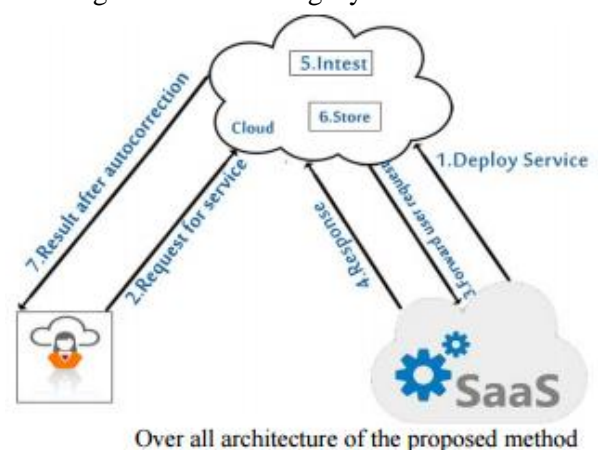 5.Intest
6.Store
Cloud
1.Deploy Service
7.Result after autocorrection
2.Request for service
4.Response
3.Forward user request
SaaS
Over all architecture of the proposed method